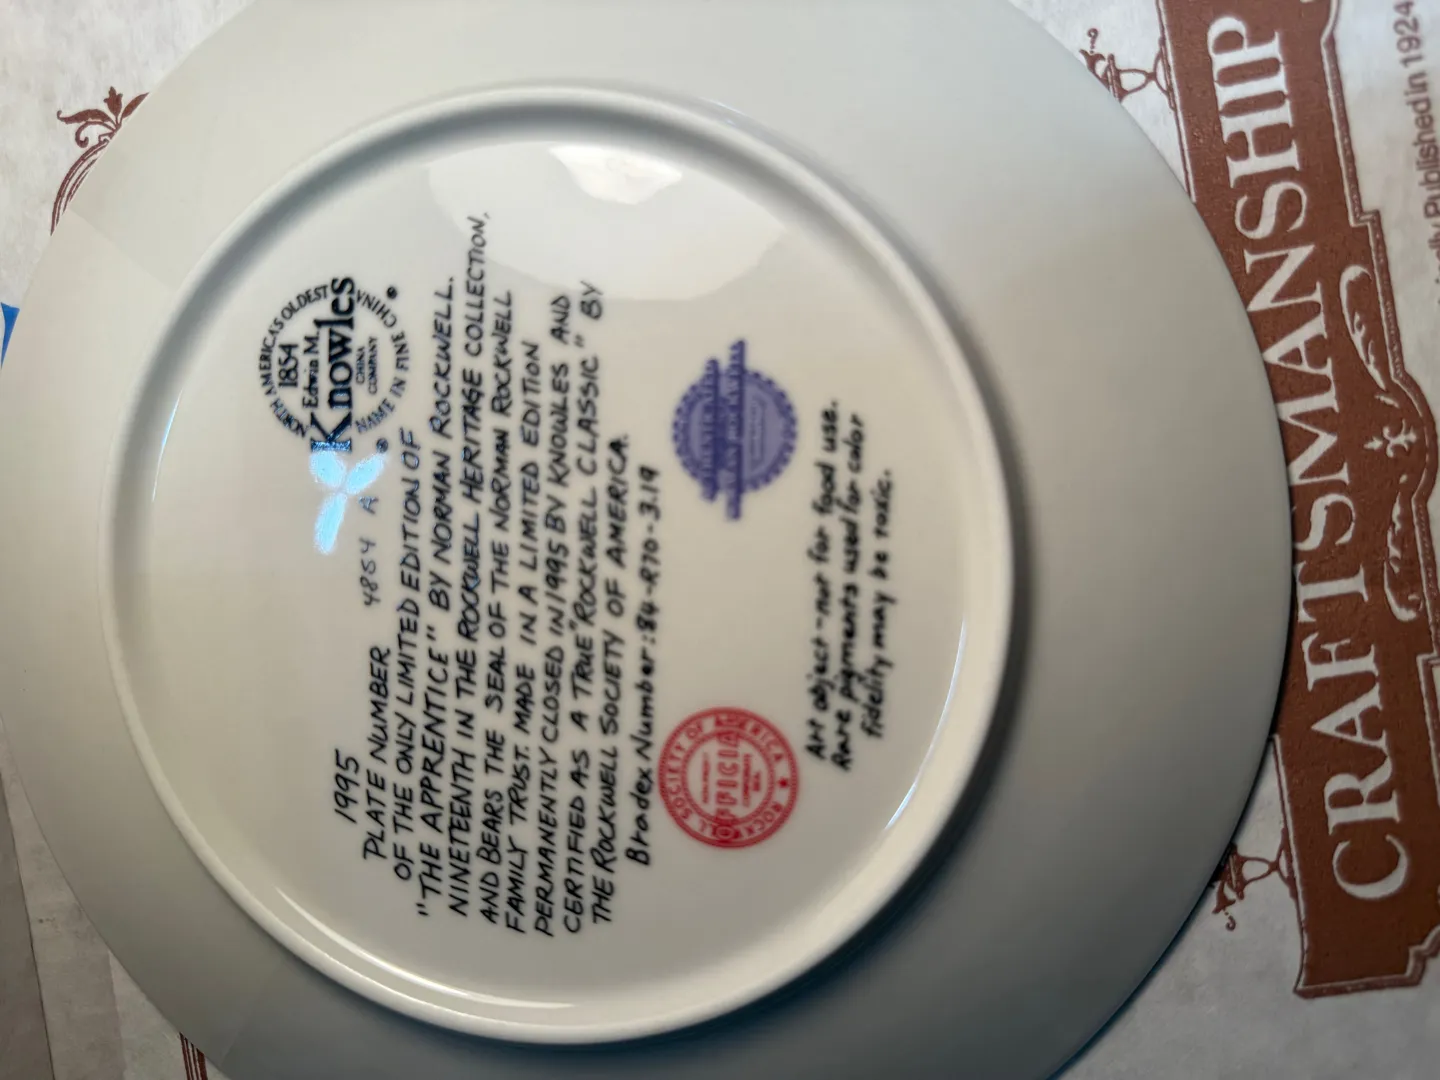 NORTH AMERICA'S OLDEST
1854
Edwin M.
Knowles
CHINA
COMPANY
NAME IN FINE CHINA
®
1995
PLATE NUMBER 4854 A
OF THE ONLY LIMITED EDITION OF
"THE APPRENTICE" BY NORMAN ROCKWELL.
NINETEENTH IN THE ROCKWELL HERITAGE COLLECTION,
AND BEARS THE SEAL OF THE NORMAN ROCKWELL
FAMILY TRUST. MADE IN A LIMITED EDITION
PERMANENTLY CLOSED IN 1995 BY KNOWLES AND
CERTIFIED AS A TRUE "ROCKWELL CLASSIC" BY
THE ROCKWELL SOCIETY OF AMERICA.
Bradex Number: 84-R70-3.19
ROCKWELL SOCIETY OF AMERICA
OFFICIAL
SEAL
NORMAN ROCKWELL
Art object-not for food use.
Rare pigments used for color
fidelity may be toxic.
CRAFTSMANSHIP
Published in 1924